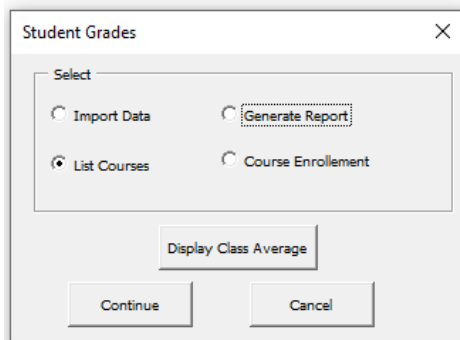 Student Grades
Select
Import Data
Generate Report
List Courses
Course Enrollement
Display Class Average
Continue
Cancel